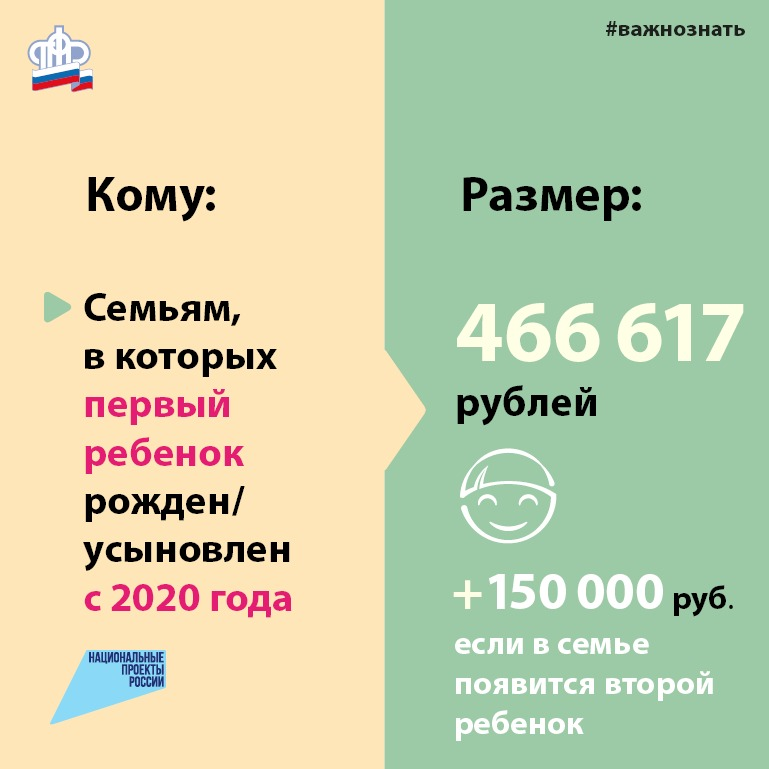 #важнознать
Кому:
Семьям,
в которых
первый
ребенок
рожден/
усыновлен
с 2020 года
НАЦИОНАЛЬНЫЕ
ПРОЕКТЫ
РОССИИ
Размер:
466 617
рублей
+150 000 руб.
если в семье
появится второй
ребенок